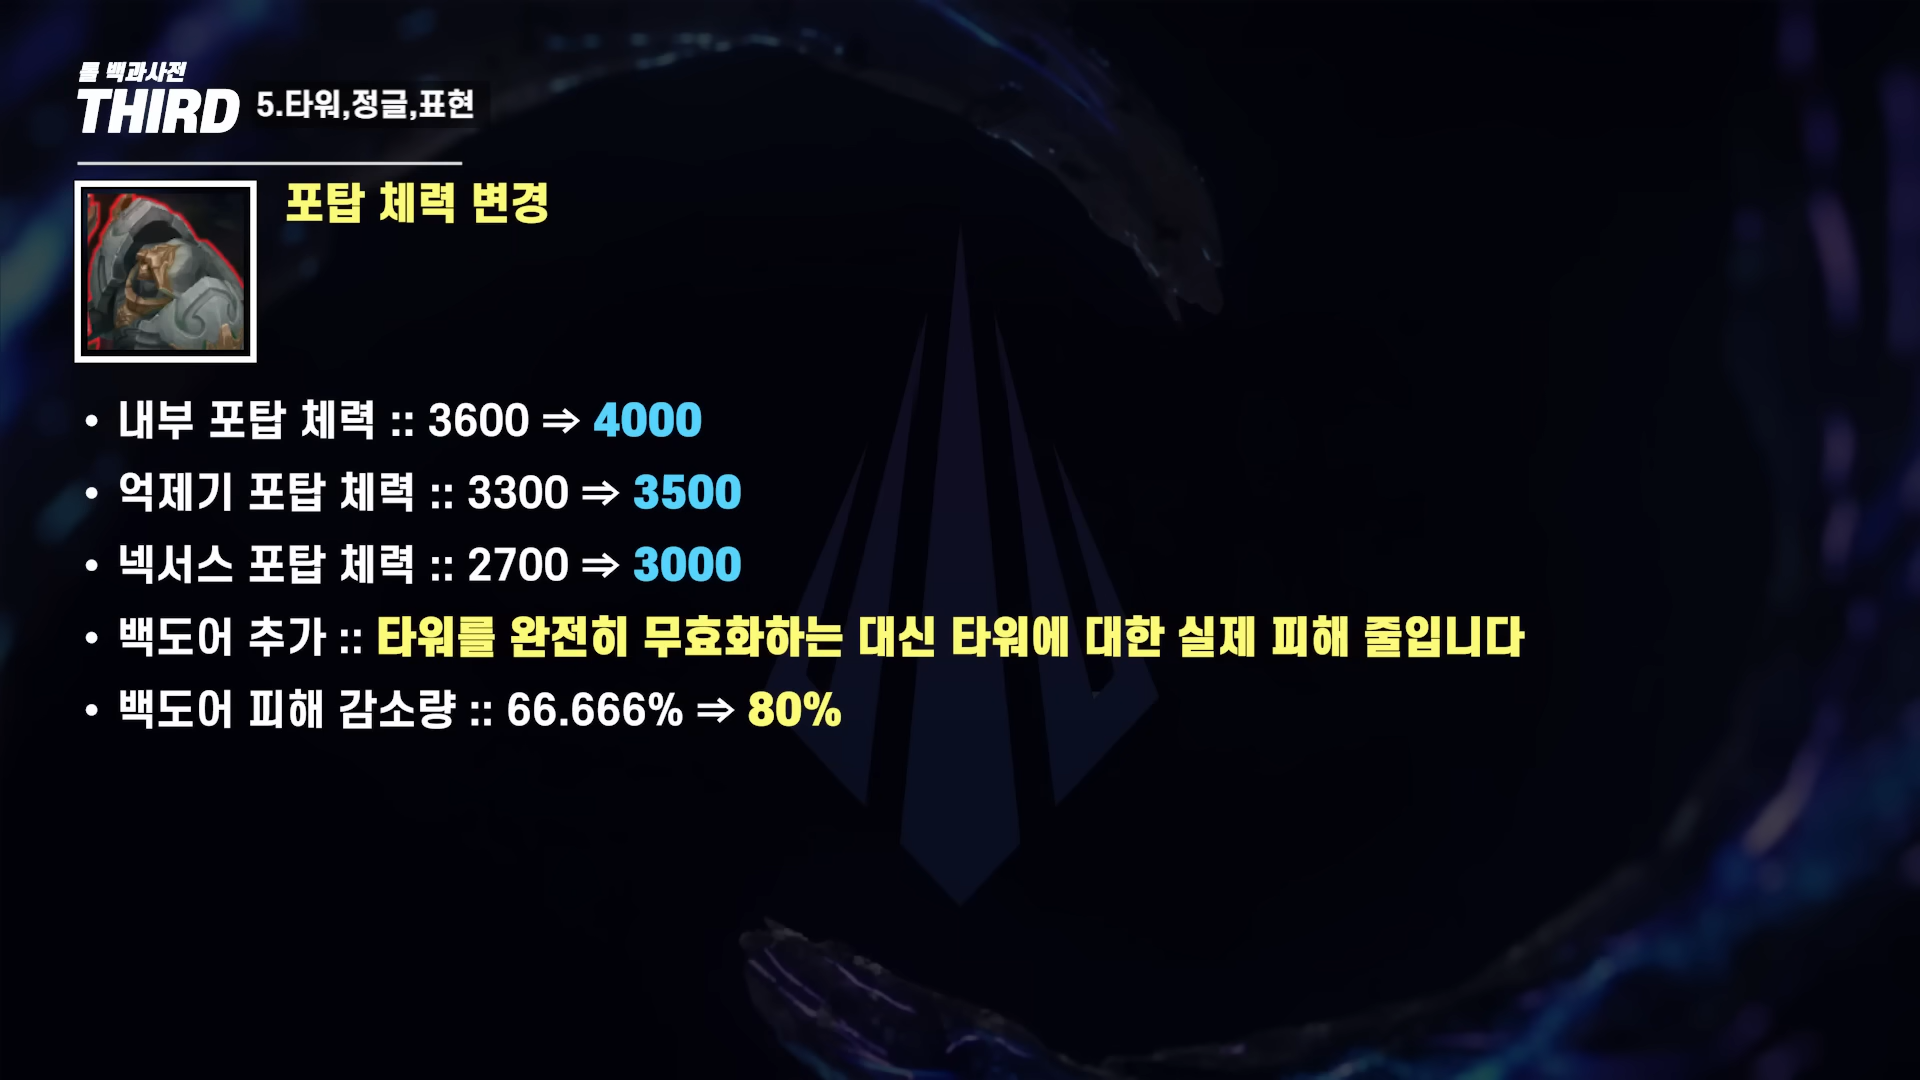 롤 백과사전
THIRD 5.타워,정글,표현
포탑 체력 변경
• 내부 포탑 체력 :: 3600 ⇒ 4000
• 억제기 포탑 체력 :: 3300 ⇒ 3500
• 넥서스 포탑 체력 :: 2700 ⇒ 3000
• 백도어 추가 :: 타워를 완전히 무효화하는 대신 타워에 대한 실제 피해 줄입니다
• 백도어 피해 감소량 :: 66.666% ⇒ 80%